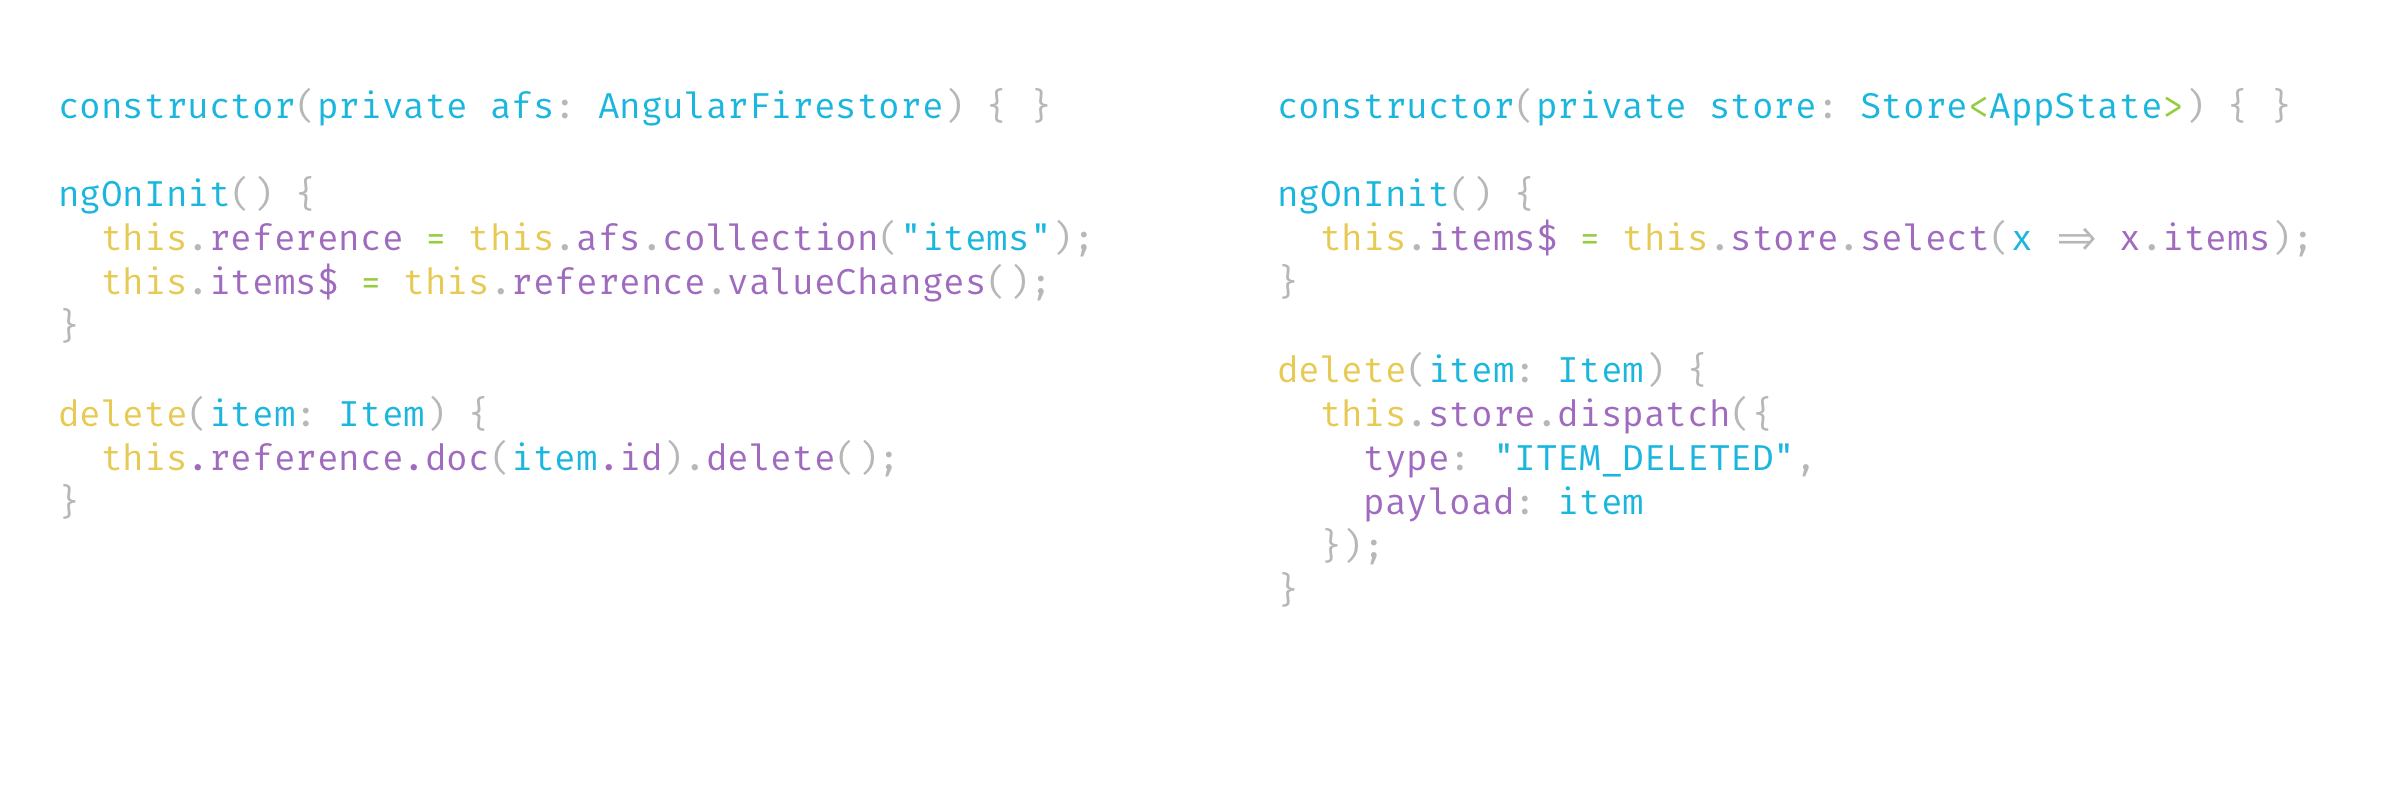 constructor(private afs: AngularFirestore) { }

ngOnInit() {
  this.reference = this.afs.collection("items");
  this.items$ = this.reference.valueChanges();
}

delete(item: Item) {
  this.reference.doc(item.id).delete();
}

constructor(private store: Store<AppState>) { }

ngOnInit() {
  this.items$ = this.store.select(x => x.items);
}

delete(item: Item) {
  this.store.dispatch({
    type: "ITEM_DELETED",
    payload: item
  });
}